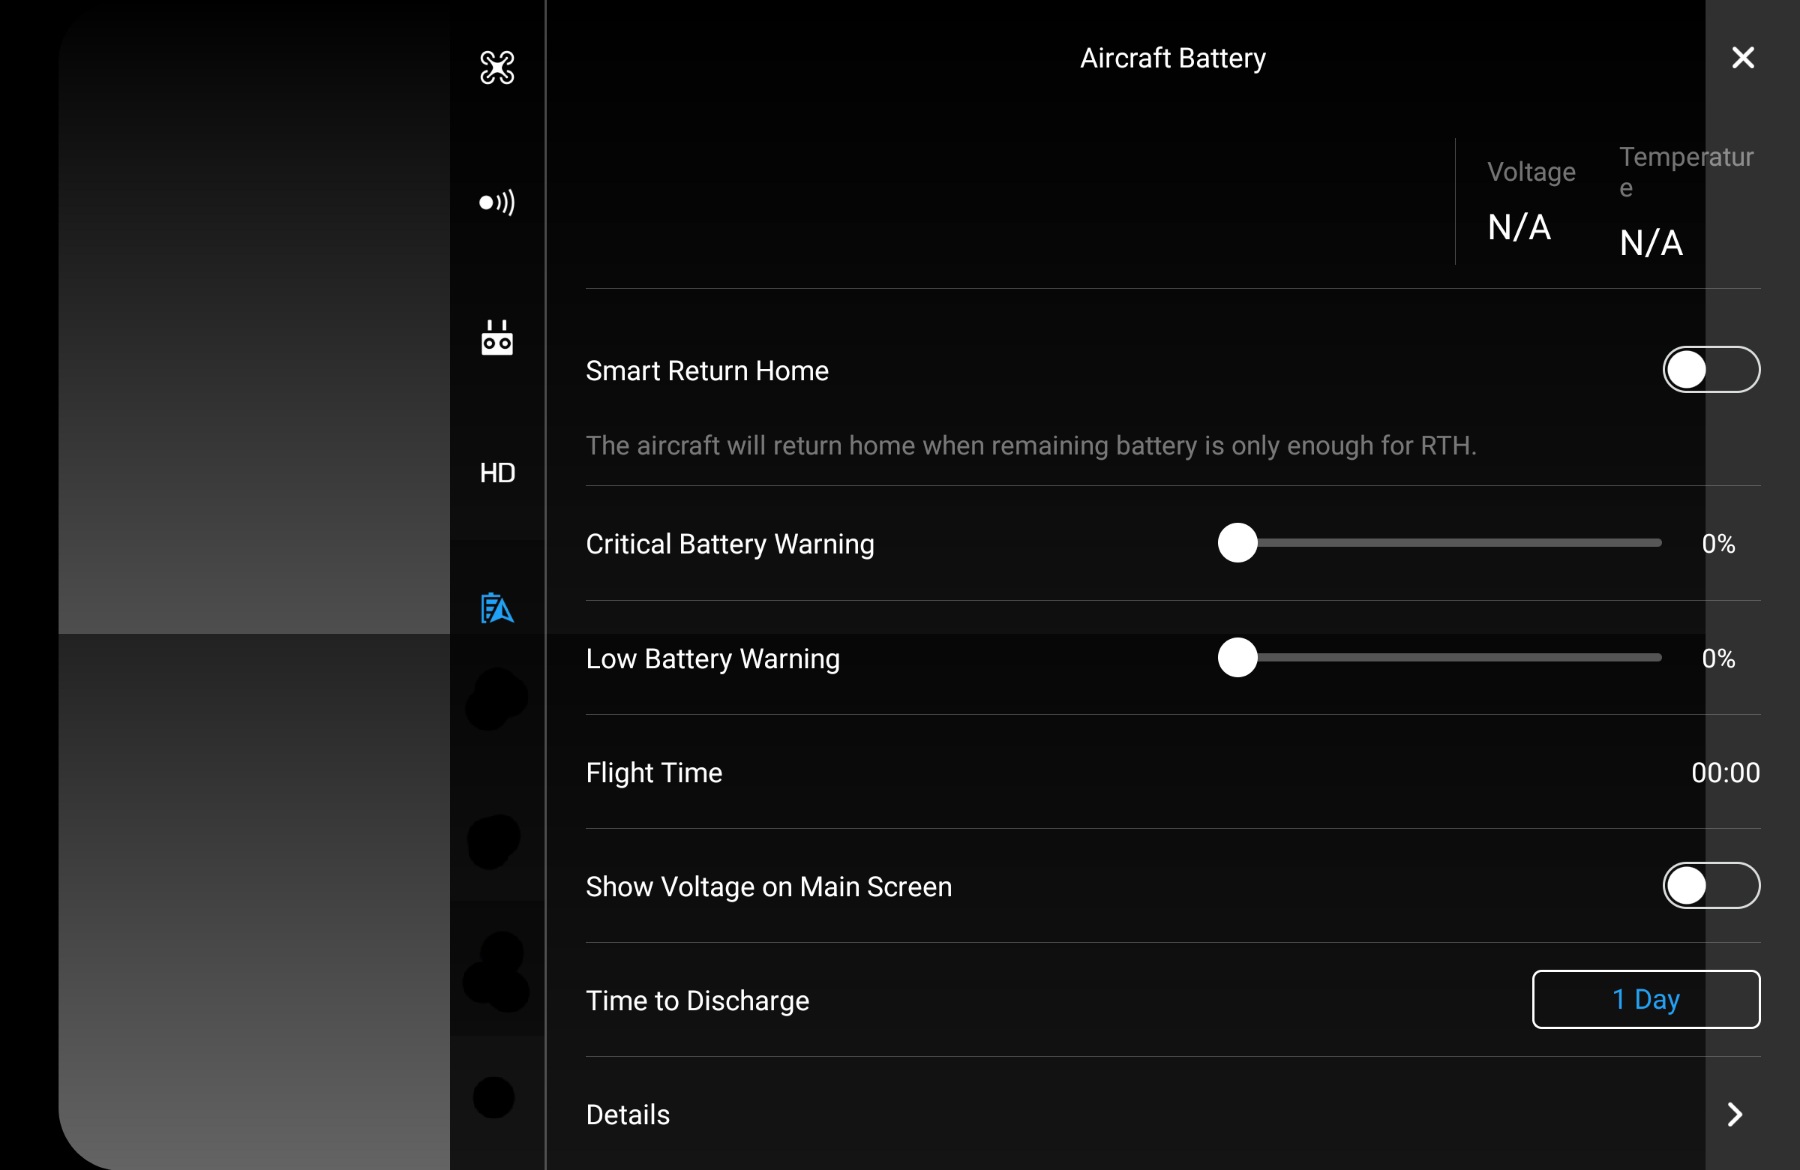 Aircraft Battery
Voltage
N/A
Temperatur
e
N/A
Smart Return Home
The aircraft will return home when remaining battery is only enough for RTH.
HD
Critical Battery Warning
0%
Low Battery Warning
0%
Flight Time
00:00
Show Voltage on Main Screen
Time to Discharge
1 Day
Details